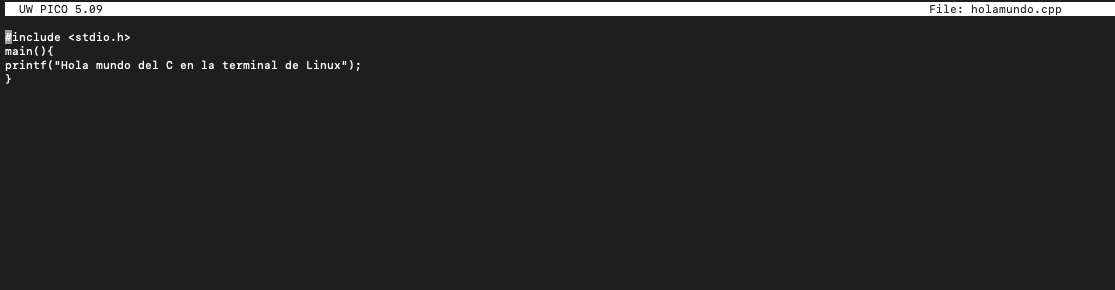 UW PICO 5.09 File: holamundo.cpp
#include <stdio.h>
main(){
printf("Hola mundo del C en la terminal de Linux");
}